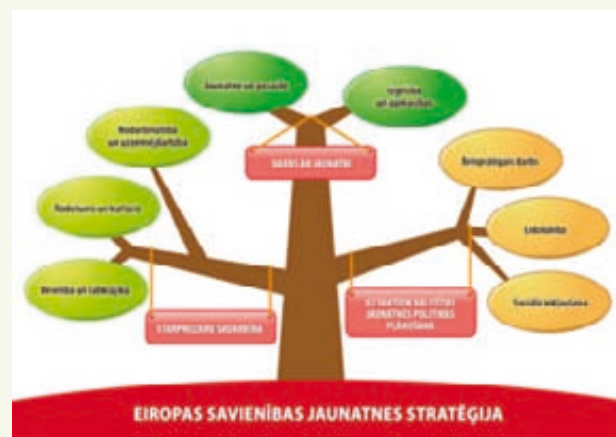 Jaunatne un pasaule
Izglītība
un apmācības
Nodarbinātība
un uzņēmējdarbība
DARBS AR JAUNATNI
Brīvprātīgais darbs
Radošums un kultūra
Līdzdalība
Veselība un labklājība
Sociālā iekļaušana
STARPNOZARU SADARBĪBA
JAUNATNES POLITIKAS
PLĀNOŠANA
EIROPAS SAVIENĪBAS JAUNATNES STRATĒĢIJA